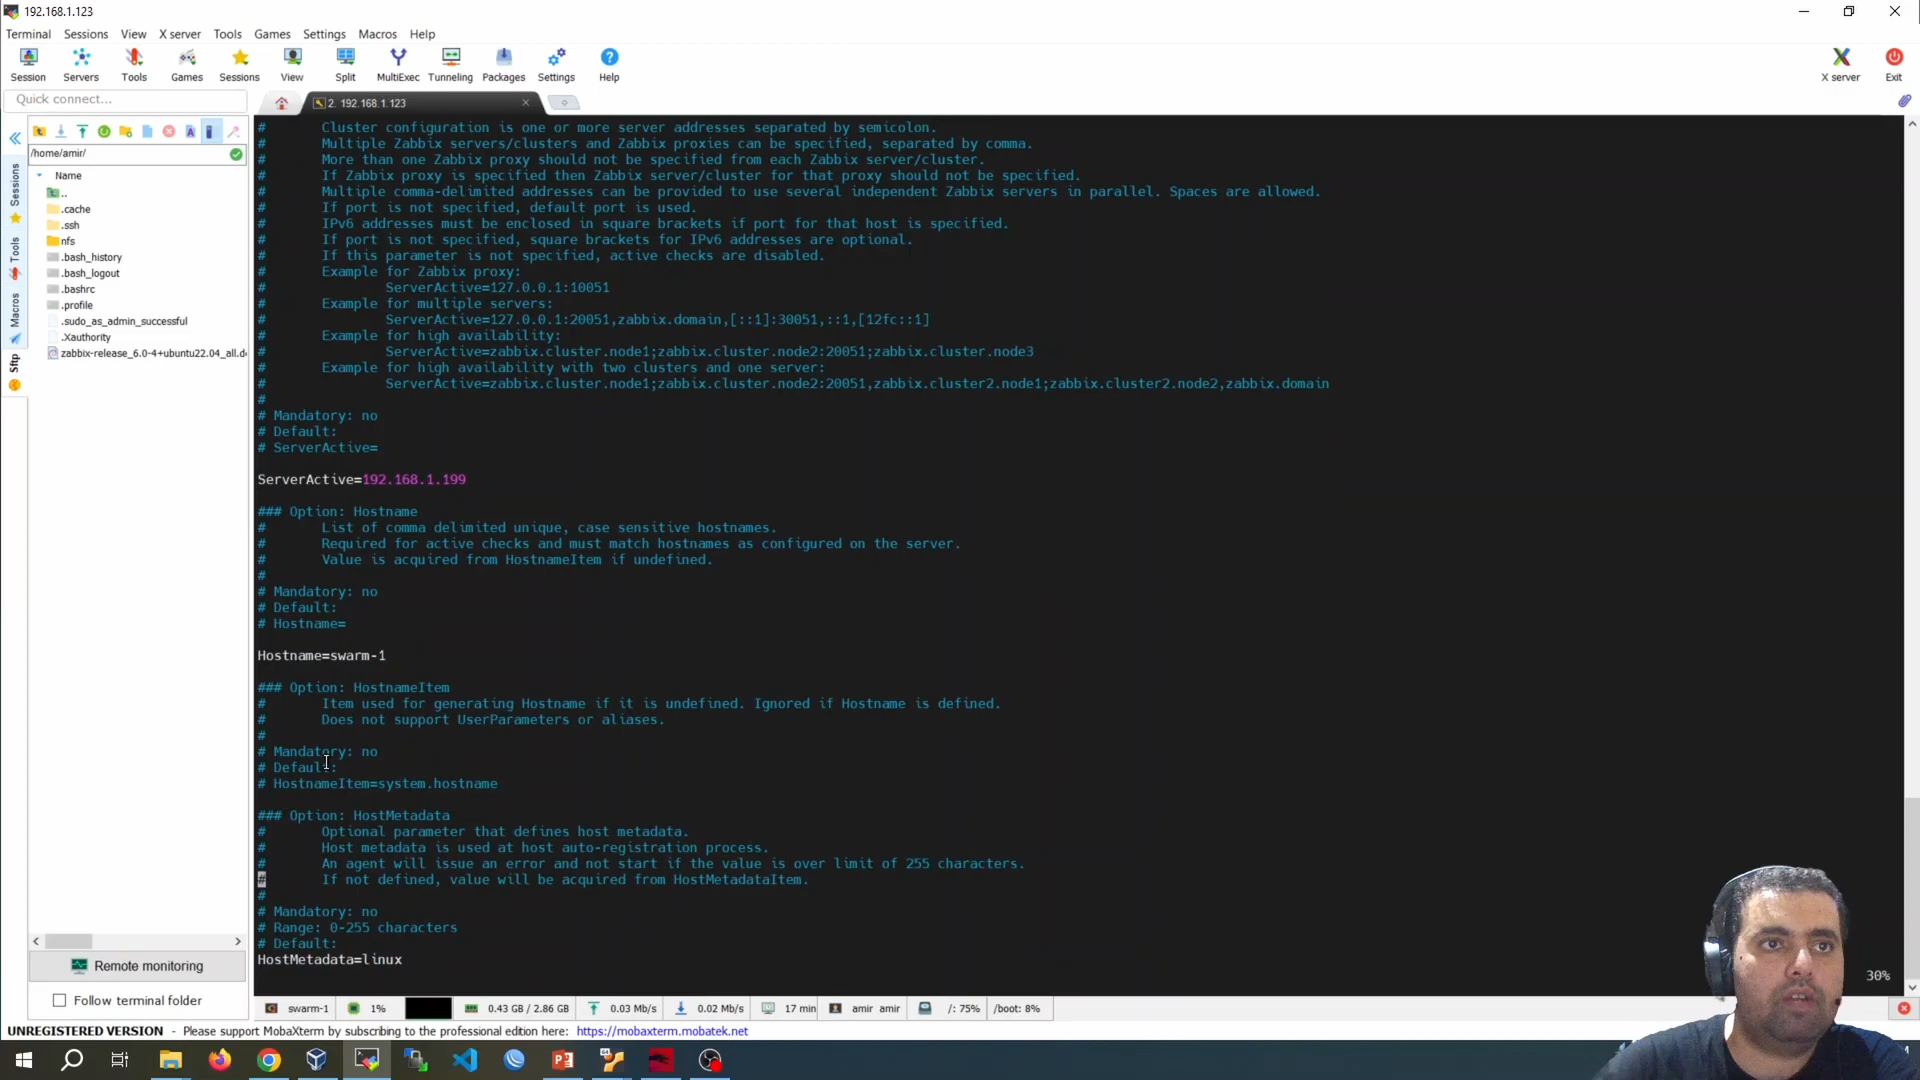 192.168.1.123
Terminal Sessions View X server Tools Games Settings Macros Help
Session Servers Tools Games Sessions View Split MultiExec Tunneling Packages Settings Help X server Exit
Quick connect...
2. 192.168.1.123
/home/amir/
Name
..
.cache
.ssh
nfs
.bash_history
.bash_logout
.bashrc
.profile
.sudo_as_admin_successful
.Xauthority
zabbix-release_6.0-4+ubuntu22.04_all.d
Sessions
Tools
Macros
Sftp
# Cluster configuration is one or more server addresses separated by semicolon.
# Multiple Zabbix servers/clusters and Zabbix proxies can be specified, separated by comma.
# More than one Zabbix proxy should not be specified from each Zabbix server/cluster.
# If Zabbix proxy is specified then Zabbix server/cluster for that proxy should not be specified.
# Multiple comma-delimited addresses can be provided to use several independent Zabbix servers in parallel. Spaces are allowed.
# If port is not specified, default port is used.
# IPv6 addresses must be enclosed in square brackets if port for that host is specified.
# If port is not specified, square brackets for IPv6 addresses are optional.
# If this parameter is not specified, active checks are disabled.
# Example for Zabbix proxy:
# ServerActive=127.0.0.1:10051
# Example for multiple servers:
# ServerActive=127.0.0.1:20051,zabbix.domain,[::1]:30051,::1,[12fc::1]
# Example for high availability:
# ServerActive=zabbix.cluster.node1;zabbix.cluster.node2:20051;zabbix.cluster.node3
# Example for high availability with two clusters and one server:
# ServerActive=zabbix.cluster.node1;zabbix.cluster.node2:20051,zabbix.cluster2.node1;zabbix.cluster2.node2,zabbix.domain
#
# Mandatory: no
# Default:
# ServerActive=
ServerActive=192.168.1.199
### Option: Hostname
# List of comma delimited unique, case sensitive hostnames.
# Required for active checks and must match hostnames as configured on the server.
# Value is acquired from HostnameItem if undefined.
#
# Mandatory: no
# Default:
# Hostname=
Hostname=swarm-1
### Option: HostnameItem
# Item used for generating Hostname if it is undefined. Ignored if Hostname is defined.
# Does not support UserParameters or aliases.
#
# Mandatory: no
# Default:
# HostnameItem=system.hostname
### Option: HostMetadata
# Optional parameter that defines host metadata.
# Host metadata is used at host auto-registration process.
# An agent will issue an error and not start if the value is over limit of 255 characters.
# If not defined, value will be acquired from HostMetadataItem.
#
# Mandatory: no
# Range: 0-255 characters
# Default:
HostMetadata=linux
30%
Remote monitoring
Follow terminal folder
swarm-1 1% 0.43 GB / 2.86 GB 0.03 Mb/s 0.02 Mb/s 17 min amir amir /: 75% /boot: 8%
UNREGISTERED VERSION - Please support MobaXterm by subscribing to the professional edition here: https://mobaxterm.mobatek.net